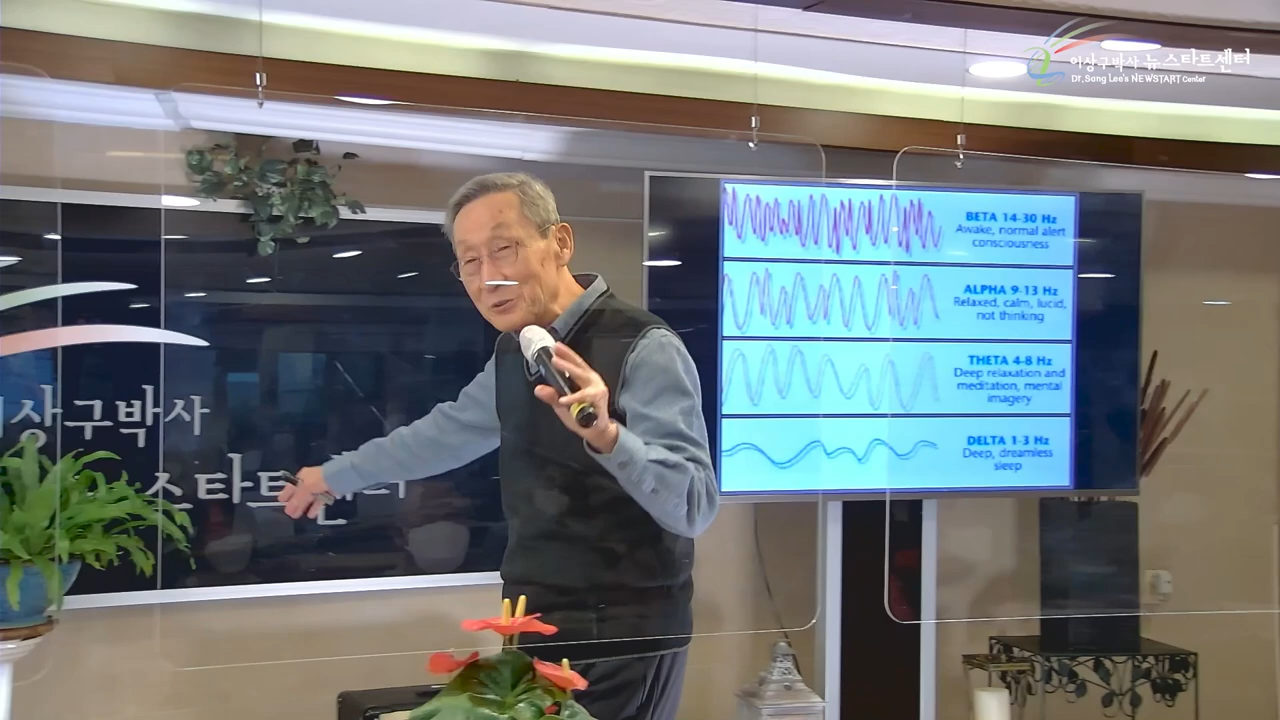 이상구박사 뉴스타트센터
Dr. Sang Lee's NEWSTART Center
BETA 14-30 Hz
Awake, normal alert
consciousness
ALPHA 9-13 Hz
Relaxed, calm, lucid,
not thinking
THETA 4-8 Hz
Deep relaxation and
meditation, mental
imagery
DELTA 1-3 Hz
Deep, dreamless
sleep
이상구박사
스타트센터